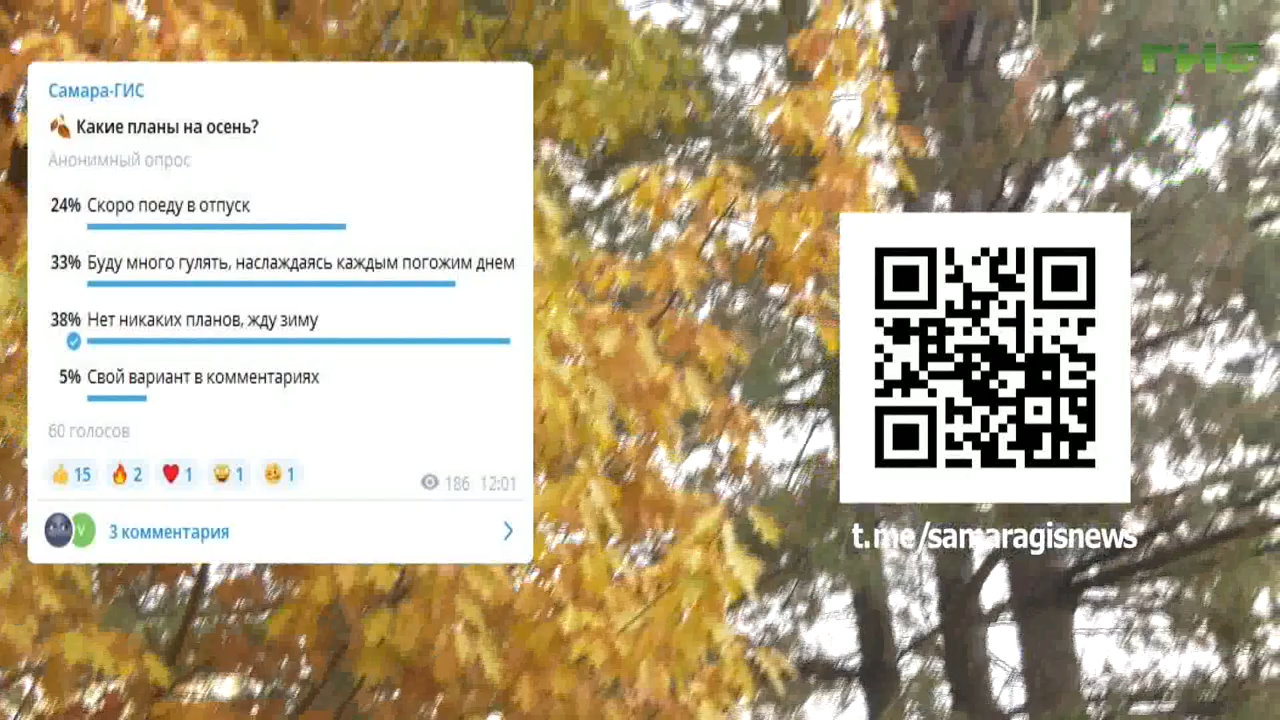 ГИС
Самара-ГИС
Какие планы на осень?
Анонимный опрос
24% Скоро поеду в отпуск
33% Буду много гулять, наслаждаясь каждым погожим днем
38% Нет никаких планов, жду зиму
5% Свой вариант в комментариях
60 голосов
15 2 1 1 1
186 12:01
V 3 комментария
t.me/samaragisnews